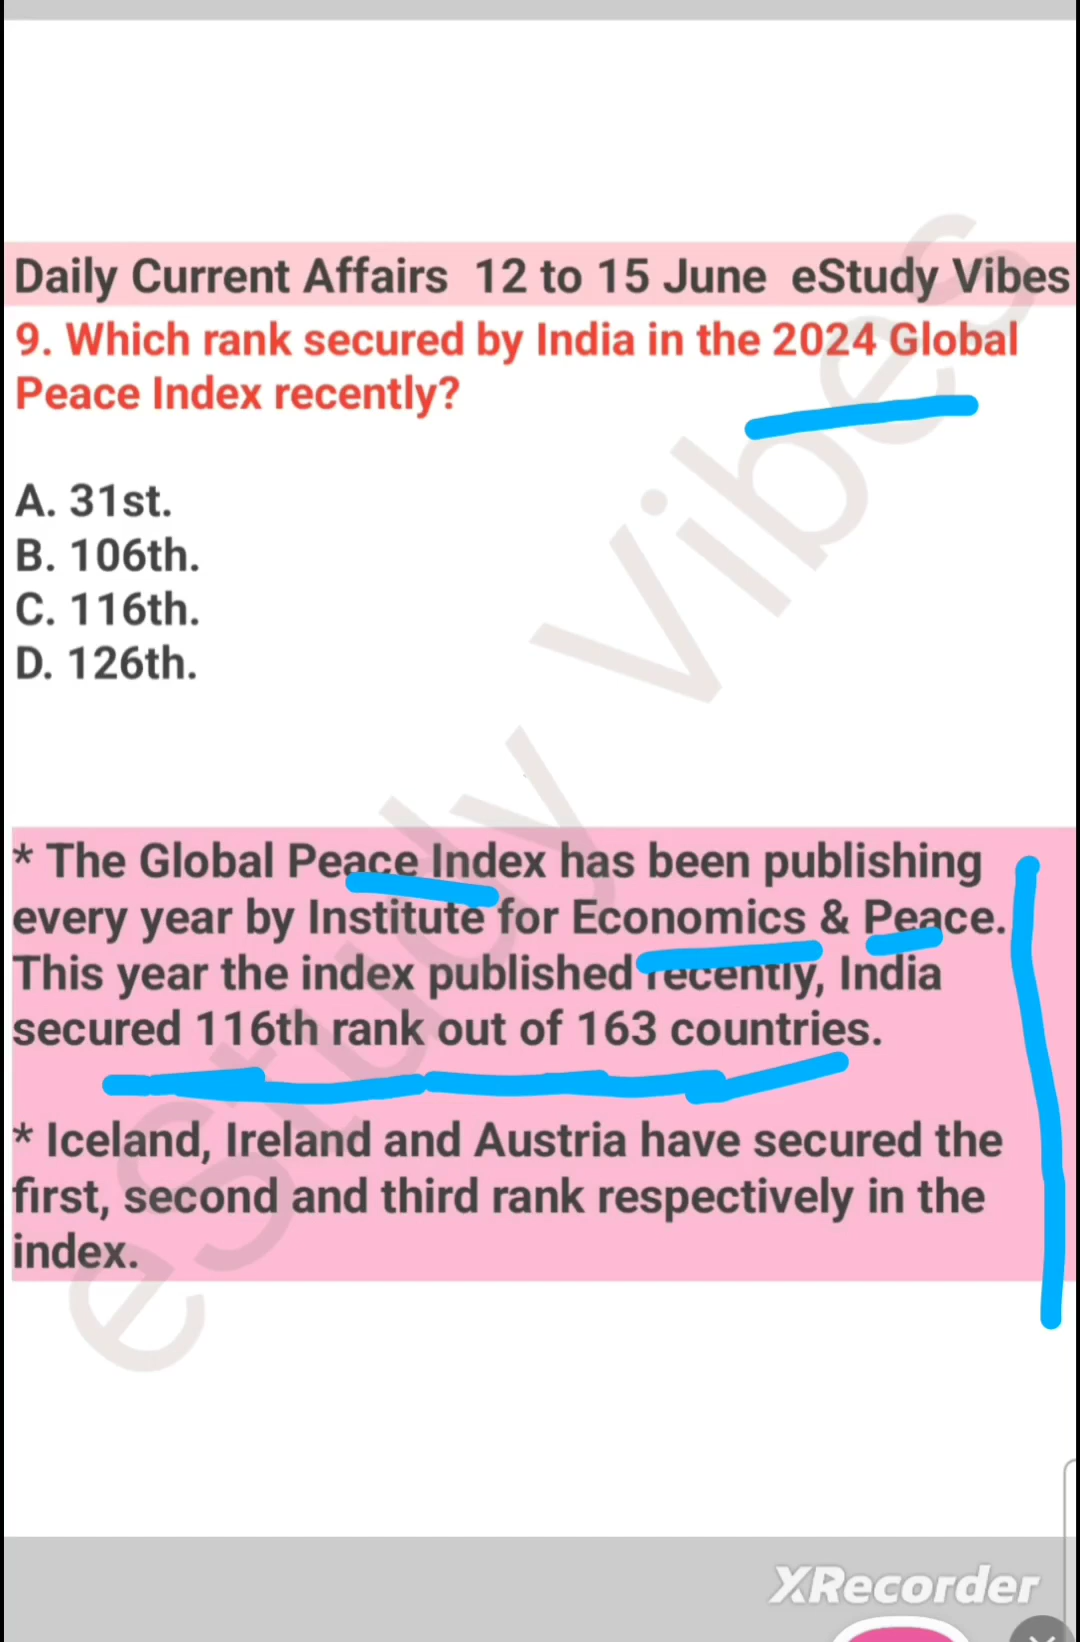 Daily Current Affairs 12 to 15 June eStudy Vibes
9. Which rank secured by India in the 2024 Global
Peace Index recently?
A. 31st.
B. 106th.
C. 116th.
D. 126th.
* The Global Peace Index has been publishing
every year by Institute for Economics & Peace.
This year the index published recently, India
secured 116th rank out of 163 countries.
* Iceland, Ireland and Austria have secured the
first, second and third rank respectively in the
index.
eStudy Vibes
XRecorder